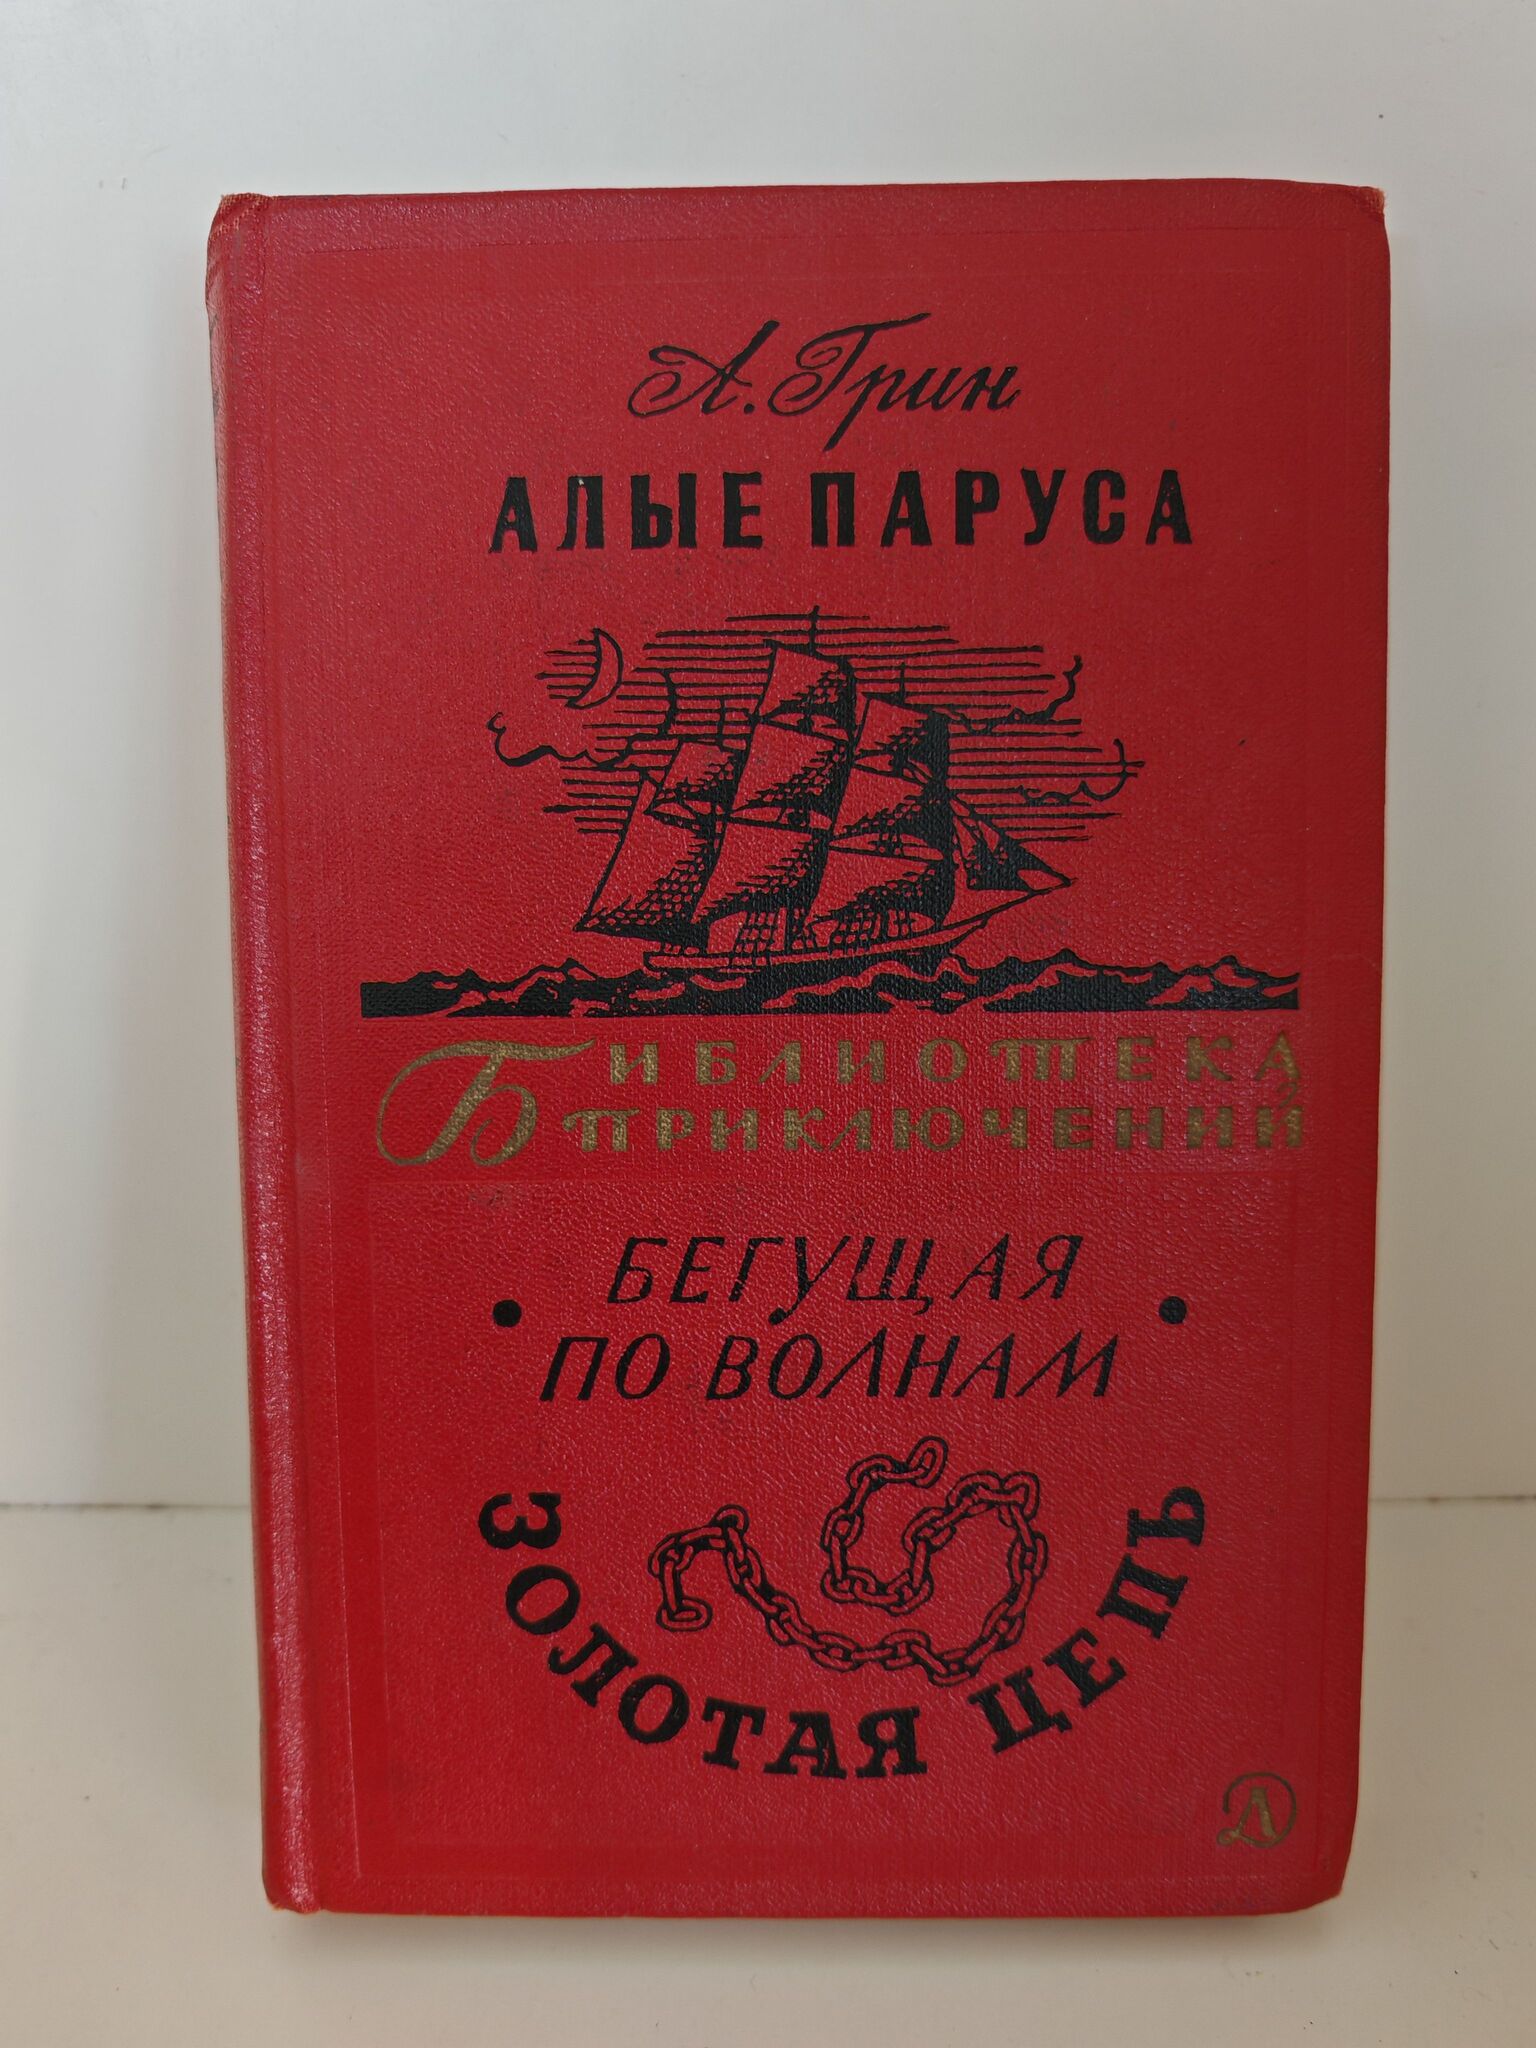 А. Грин
АЛЫЕ ПАРУСА
БИБЛИОТЕКА
ПРИКЛЮЧЕНИЙ
• БЕГУЩАЯ •
ПО ВОЛНАМ
ЗОЛОТАЯ ЦЕПЬ
Д